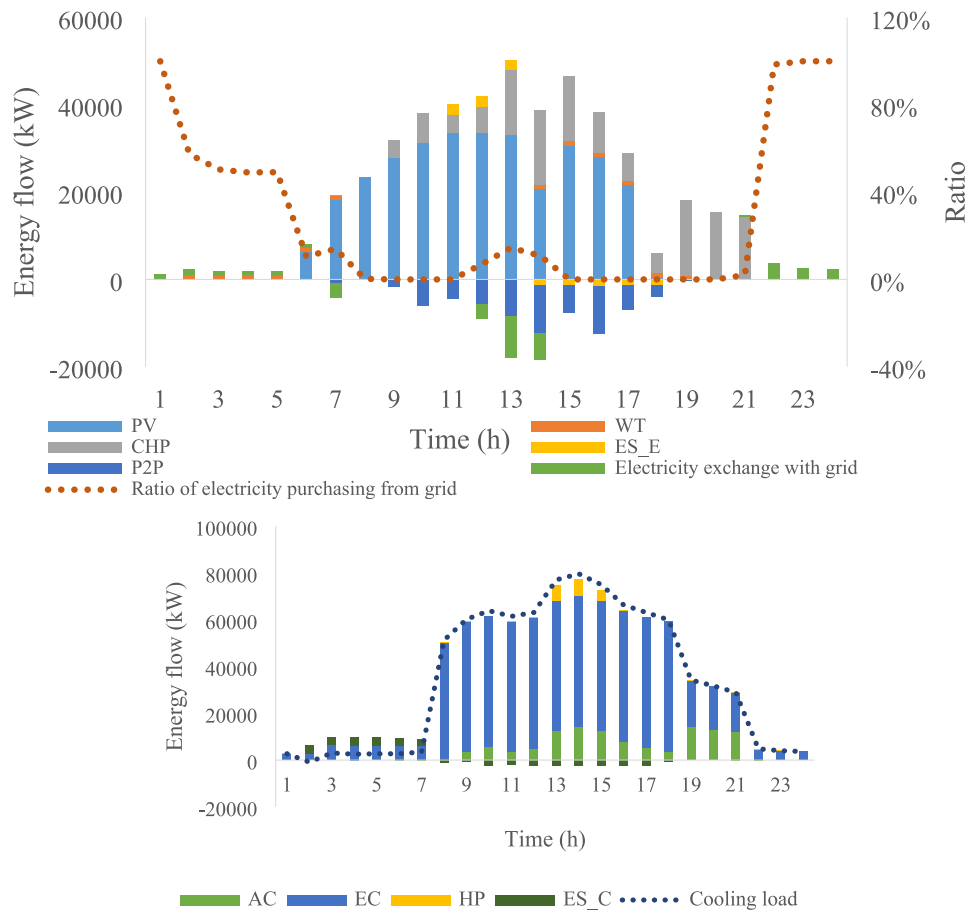 60000 120%
40000 80%
20000 40%
0 0%
-20000 -40%
Energy flow (kW)
Ratio
1 3 5 7 9 11 13 15 17 19 21 23
Time (h)
PV WT
CHP ES_E
P2P Electricity exchange with grid
Ratio of electricity purchasing from grid
100000
80000
60000
40000
20000
0
-20000
Energy flow (kW)
1 3 5 7 9 11 13 15 17 19 21 23
Time (h)
AC EC HP ES_C Cooling load